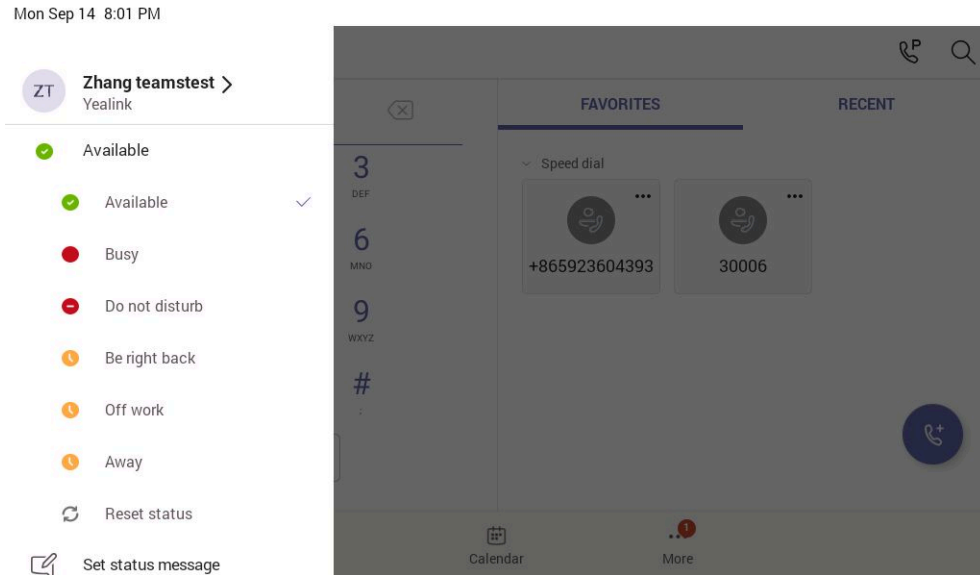 Mon Sep 14 8:01 PM
ZT
Zhang teamstest
Yealink
Available
Available
Busy
Do not disturb
Be right back
Off work
Away
Reset status
Set status message
3
DEF
6
MNO
9
WXYZ
#
;
P
FAVORITES
RECENT
Speed dial
+865923604393
30006
Calendar
1
More